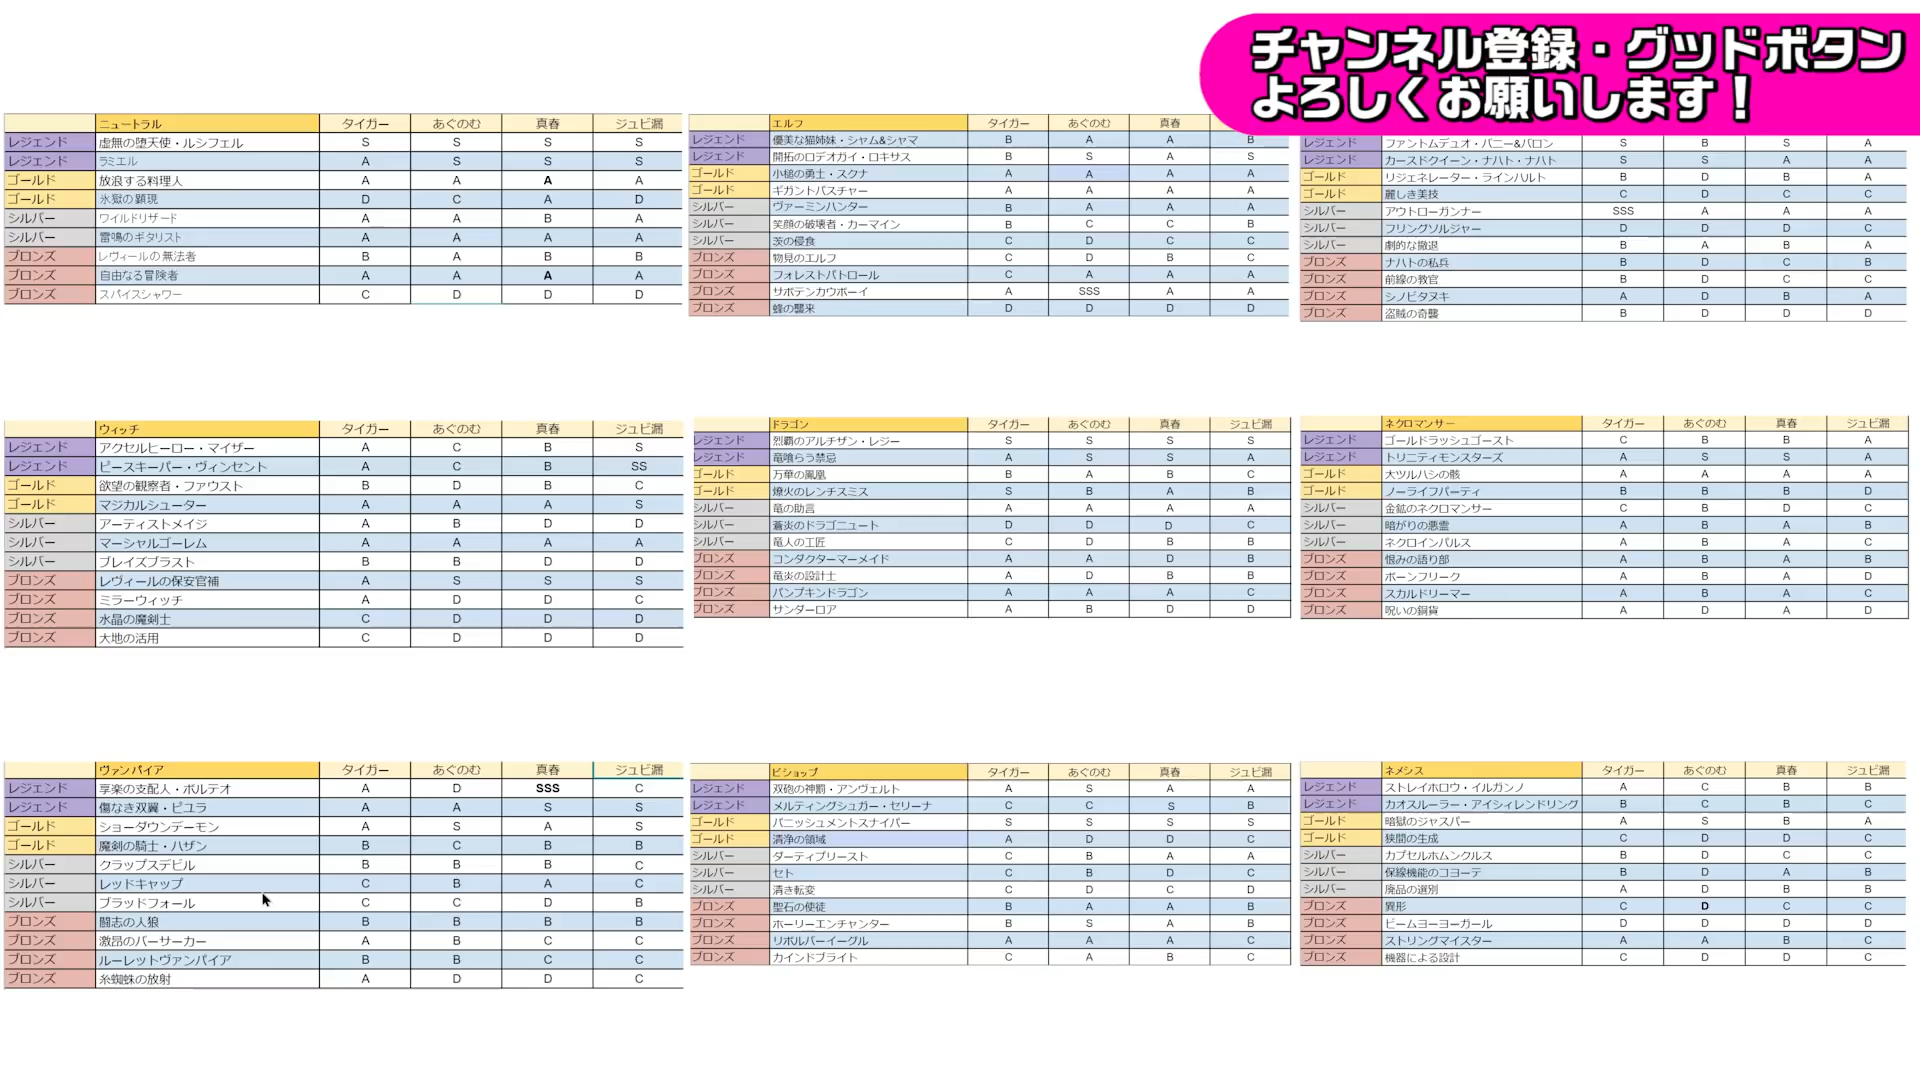 チャンネル登録・グッドボタン
よろしくお願いします！
ニュートラル タイガー あぐのむ 真春 ジュビ漏
レジェンド 虚無の堕天使・ルシフェル S S S S
レジェンド ラミエル A S S S
ゴールド 放浪する料理人 A A A A
ゴールド 氷獄の顕現 D C A D
シルバー ワイルドリザード A A B A
シルバー 雷鳴のギタリスト A A A A
ブロンズ レヴィールの無法者 B A B B
ブロンズ 自由なる冒険者 A A A A
ブロンズ スパイスシャワー C D D D
エルフ タイガー あぐのむ 真春
レジェンド 優美な猫姉妹・シャム&シャマ B A A B
レジェンド 開拓のロデオガイ・ロキサス B S A S
ゴールド 小槌の勇士・スクナ A A A A
ゴールド ギガントパスチャー A A A A
シルバー ヴァーミンハンター B A A A
シルバー 笑顔の破壊者・カーマイン B C C B
シルバー 茨の侵食 C D C C
ブロンズ 物見のエルフ C D B C
ブロンズ フォレストパトロール C A A A
ブロンズ サボテンカウボーイ A SSS A A
ブロンズ 蜂の襲来 D D D D
レジェンド ファントムデュオ・バニー&バロン S B S A
レジェンド カースドクイーン・ナハト・ナハト S S A A
ゴールド リジェネレーター・ラインハルト B D B A
ゴールド 麗しき美技 C D C C
シルバー アウトローガンナー SSS A A A
シルバー フリングソルジャー D D D C
シルバー 劇的な撤退 B A B A
ブロンズ ナハトの私兵 B D C B
ブロンズ 前線の教官 B D C C
ブロンズ シノビタヌキ A D B A
ブロンズ 盗賊の奇襲 B D D D
ウィッチ タイガー あぐのむ 真春 ジュビ漏
レジェンド アクセルヒーロー・マイザー A C B S
レジェンド ピースキーパー・ヴィンセント A C B SS
ゴールド 欲望の観察者・ファウスト B D B C
ゴールド マジカルシューター A A A S
シルバー アーティストメイジ A B D D
シルバー マーシャルゴーレム A A A A
シルバー ブレイズブラスト B B D D
ブロンズ レヴィールの保安官補 A S S S
ブロンズ ミラーウィッチ A D D C
ブロンズ 水晶の魔剣士 C D D D
ブロンズ 大地の活用 C D D D
ドラゴン タイガー あぐのむ 真春 ジュビ漏
レジェンド 烈覇のアルチザン・レジー S S S S
レジェンド 竜喰らう禁忌 A S S A
ゴールド 万華の鳳凰 B A B C
ゴールド 燎火のレンチスミス S B A B
シルバー 竜の助言 A A A A
シルバー 蒼炎のドラゴニュート D D D C
シルバー 竜人の工匠 C D B B
ブロンズ コンダクターマーメイド A A D B
ブロンズ 竜炎の設計士 A D B B
ブロンズ パンプキンドラゴン A A A C
ブロンズ サンダーロア A B D D
ネクロマンサー タイガー あぐのむ 真春 ジュビ漏
レジェンド ゴールドラッシュゴースト C B B A
レジェンド トリニティモンスターズ A S S A
ゴールド 大ツルハシの骸 A A A A
ゴールド ノーライフパーティ B B B D
シルバー 金鉱のネクロマンサー C B D C
シルバー 暗がりの悪霊 A B A B
シルバー ネクロインパルス A B A C
ブロンズ 恨みの語り部 A B A B
ブロンズ ボーンフリーク A B A D
ブロンズ スカルドリーマー A B A C
ブロンズ 呪いの銅貨 A D A D
ヴァンパイア タイガー あぐのむ 真春 ジュビ漏
レジェンド 享楽の支配人・ボルテオ A D SSS C
レジェンド 傷なき双翼・ピユラ A A S S
ゴールド ショーダウンデーモン A S A S
ゴールド 魔剣の騎士・ハザン B C B B
シルバー クラップスデビル B B B C
シルバー レッドキャップ C B A C
シルバー ブラッドフォール C C D B
ブロンズ 闘志の人狼 B B B B
ブロンズ 激昂のバーサーカー A B C C
ブロンズ ルーレットヴァンパイア B B C C
ブロンズ 糸蜘蛛の放射 A D D C
ビショップ タイガー あぐのむ 真春 ジュビ漏
レジェンド 双砲の神罰・アンヴェルト A S A A
レジェンド メルティングシュガー・セリーナ C C S B
ゴールド バニッシュメントスナイパー S S S S
ゴールド 清浄の領域 A D D C
シルバー ダーティプリースト C B A A
シルバー セト C B D C
シルバー 清き転変 C D C D
ブロンズ 聖石の使徒 B A A B
ブロンズ ホーリーエンチャンター B S A B
ブロンズ リボルバーイーグル A A A C
ブロンズ カインドブライト C A B C
ネメシス タイガー あぐのむ 真春 ジュビ漏
レジェンド ストレイホロウ・イルガンノ A C B B
レジェンド カオスルーラー・アイシィレンドリング B C B C
ゴールド 暗獄のジャスパー A S B A
ゴールド 狭間の生成 C D D C
シルバー カプセルホムンクルス B D C C
シルバー 保線機能のコヨーテ B D A B
シルバー 廃品の選別 A D B B
ブロンズ 異形 C D C C
ブロンズ ビームヨーヨーガール D D D D
ブロンズ ストリングマイスター A A B C
ブロンズ 機器による設計 C D D C